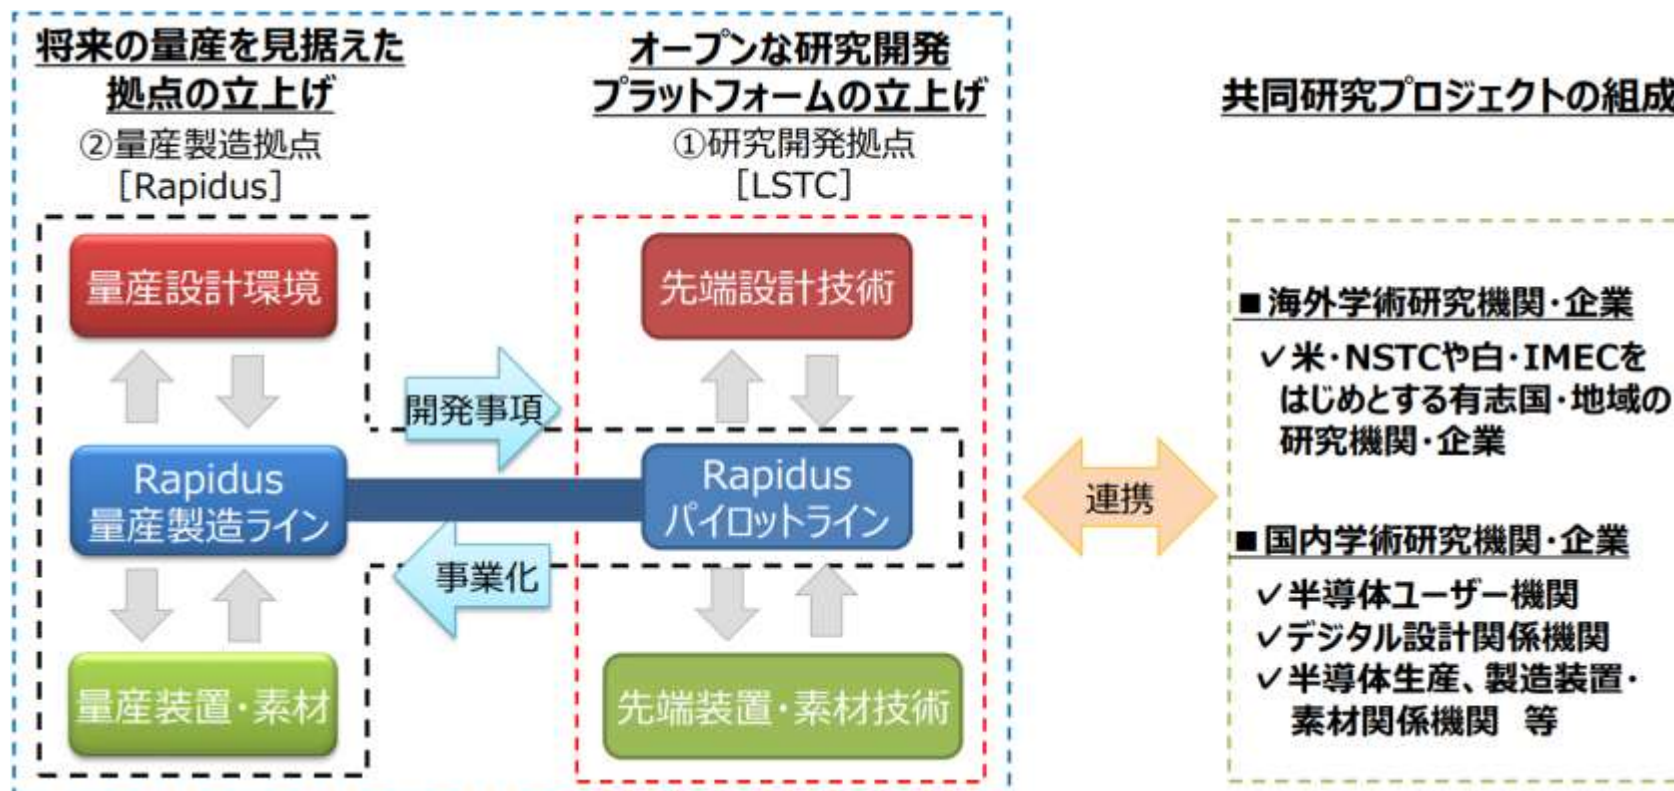 将来の量産を見据えた
拠点の立上げ
②量産製造拠点
[Rapidus]
量産設計環境
Rapidus
量産製造ライン
量産装置・素材
開発事項
事業化
オープンな研究開発
プラットフォームの立上げ
①研究開発拠点
[LSTC]
先端設計技術
Rapidus
パイロットライン
先端装置・素材技術
連携
共同研究プロジェクトの組成
■海外学術研究機関・企業
✓米・NSTCや白・IMECを
はじめとする有志国・地域の
研究機関・企業
■国内学術研究機関・企業
✓半導体ユーザー機関
✓デジタル設計関係機関
✓半導体生産、製造装置・
素材関係機関 等